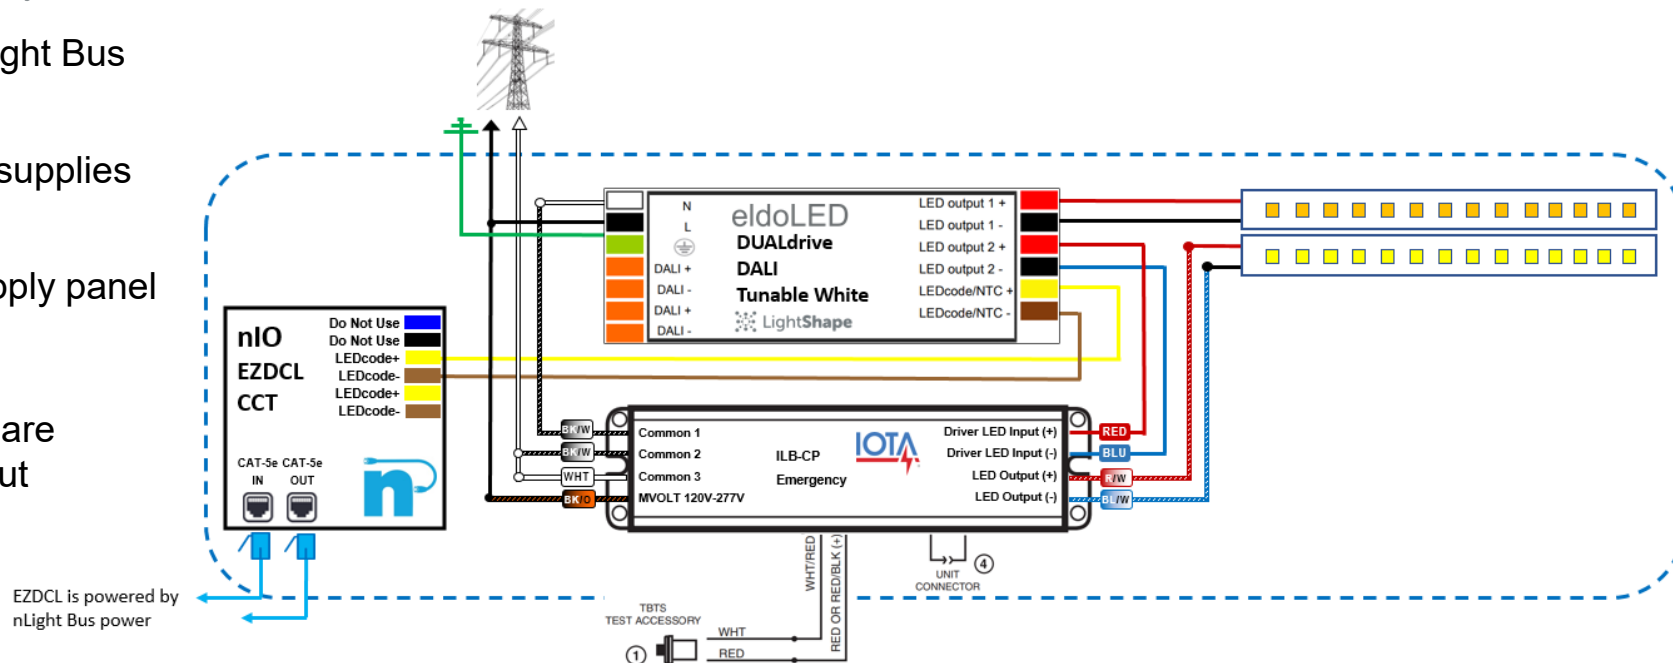 ght Bus
supplies
pply panel
are
ut
nIO
EZDCL
CCT
Do Not Use
Do Not Use
LEDcode+
LEDcode-
LEDcode+
LEDcode-
CAT-5e CAT-5e
IN OUT
n
EZDCL is powered by
nLight Bus power
N
L
DALI +
DALI -
DALI +
DALI -
eldoLED
DUALdrive
DALI
Tunable White
LightShape
LED output 1 +
LED output 1 -
LED output 2 +
LED output 2 -
LEDcode/NTC +
LEDcode/NTC -
BK/W
BK/W
WHT
BK/O
Common 1
Common 2
Common 3
MVOLT 120V-277V
ILB-CP
Emergency
IOTA
Driver LED Input (+)
Driver LED Input (-)
LED Output (+)
LED Output (-)
RED
BLU
R/W
BL/W
WHT/RED
RED OR RED/BLK (+)
UNIT
CONNECTOR
4
TBTS
TEST ACCESSORY
1
WHT
RED